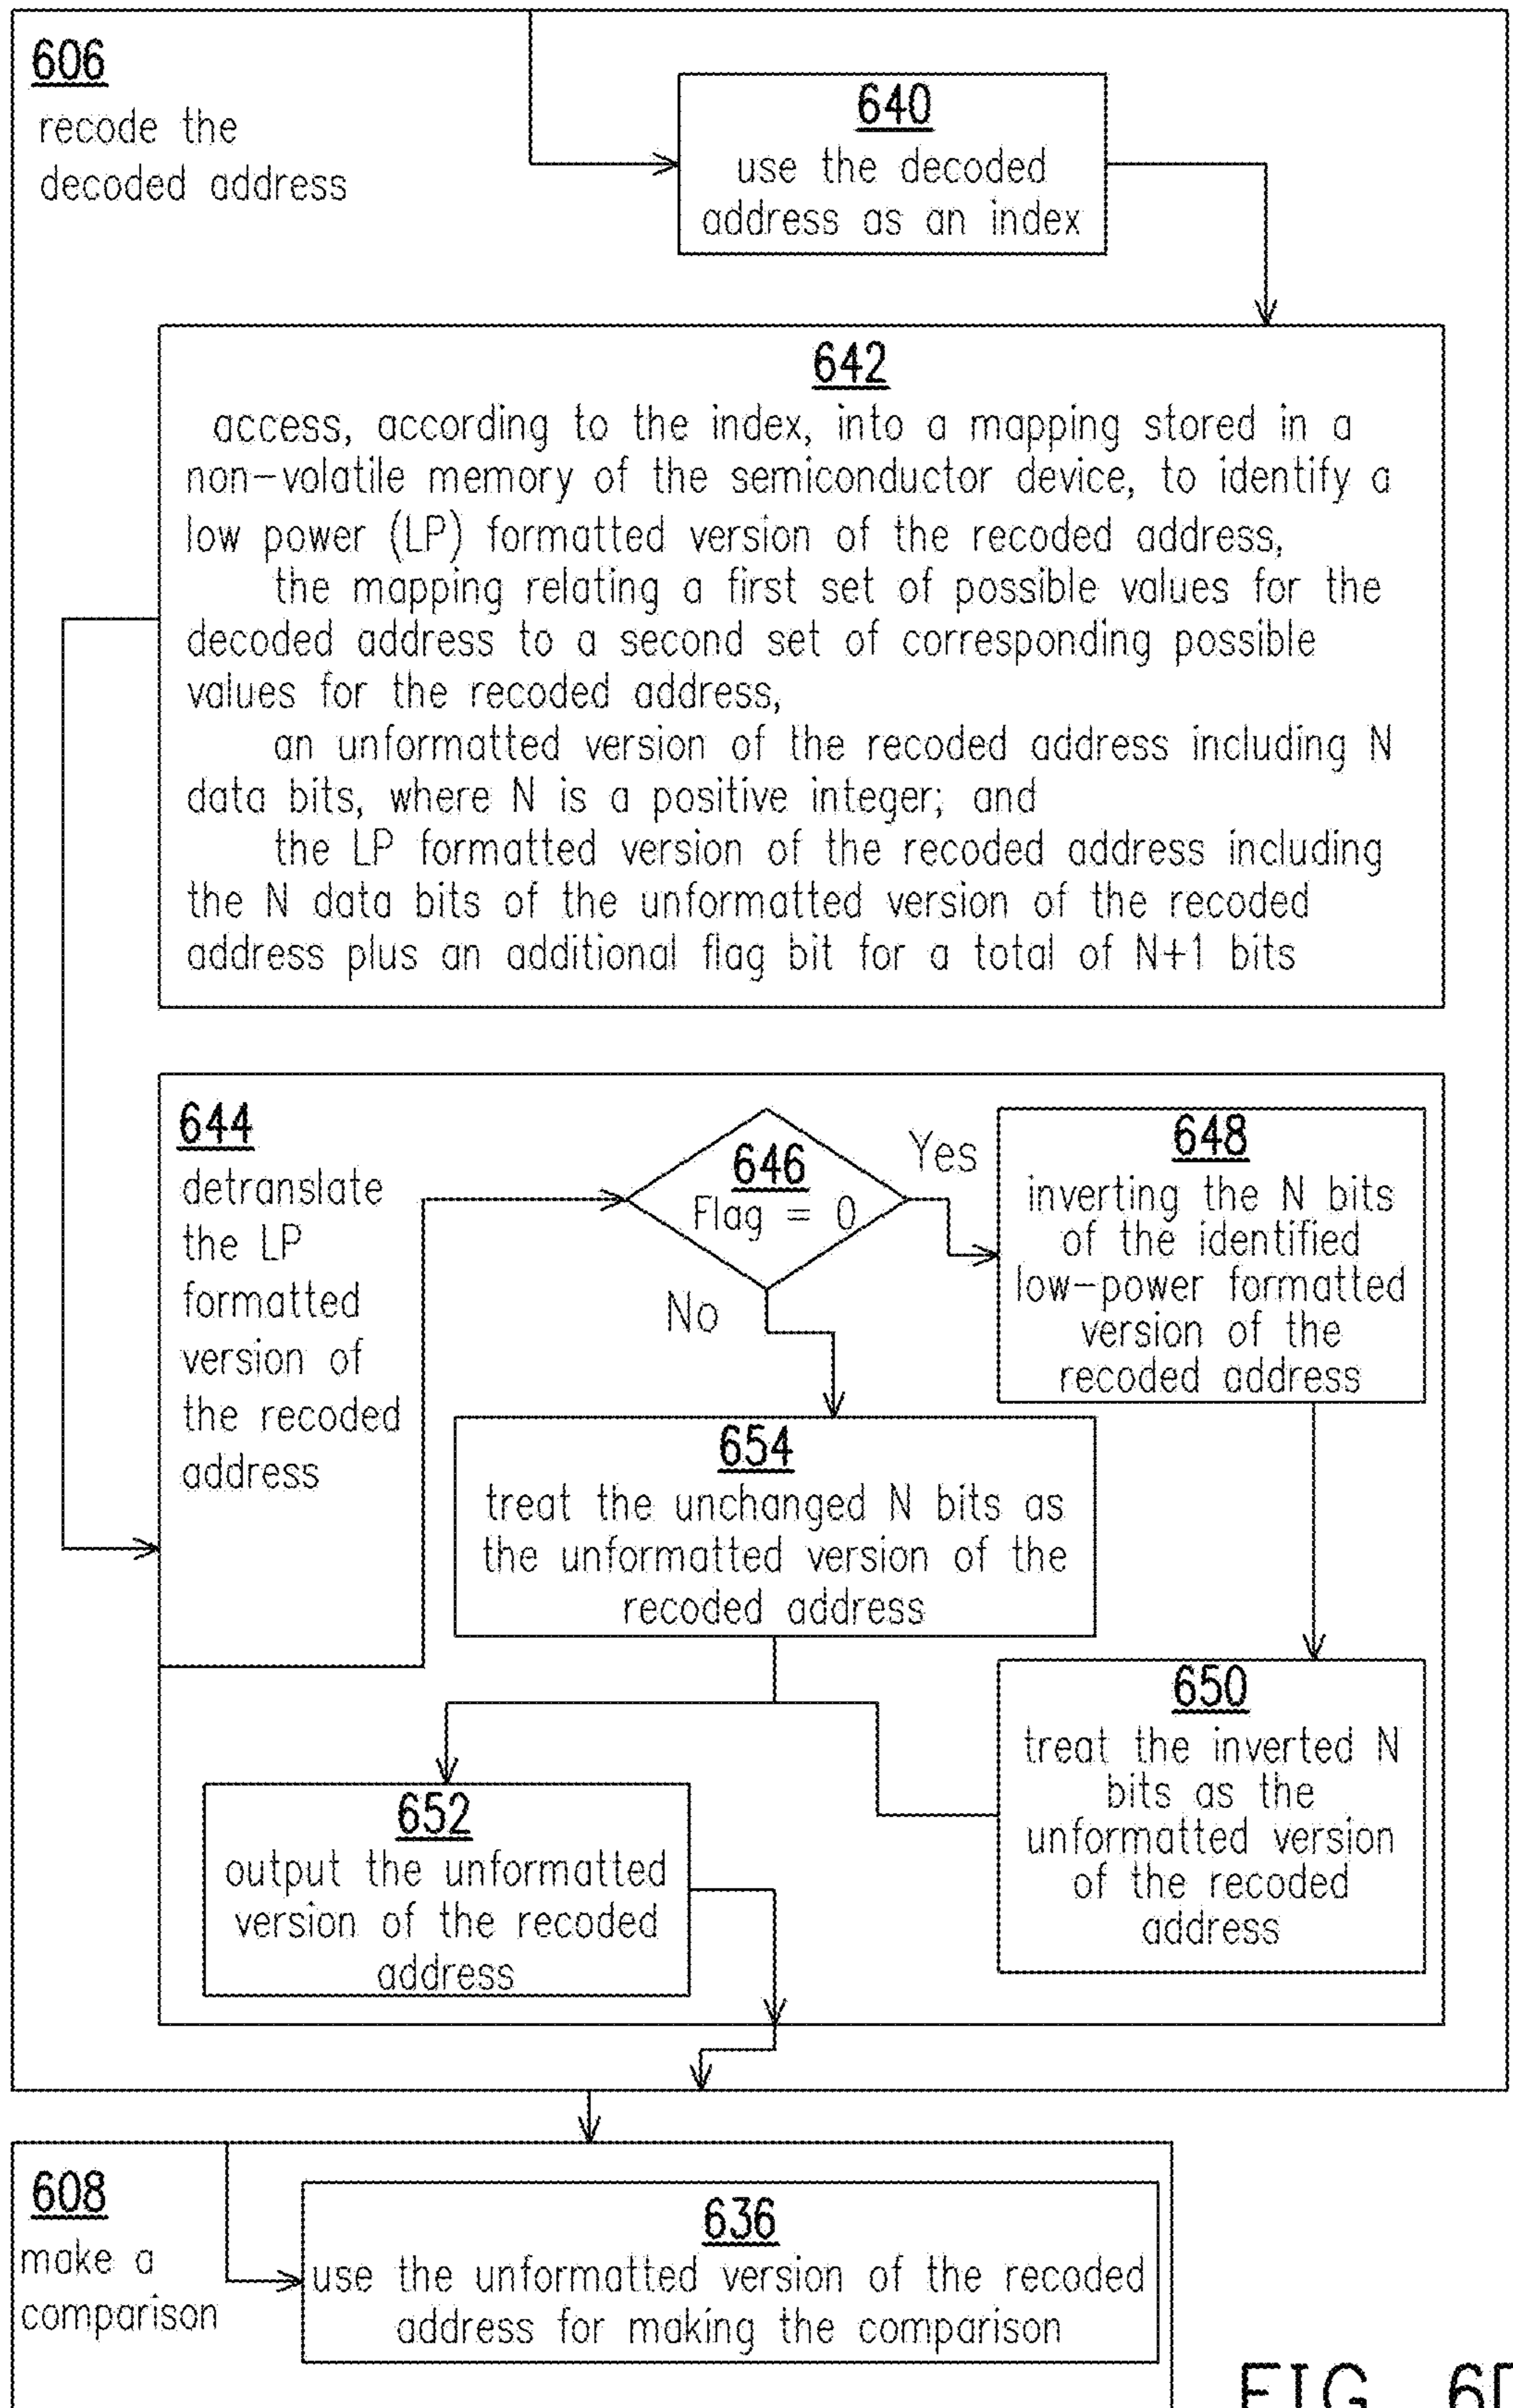 606
recode the
decoded address
640
use the decoded
address as an index
642
access, according to the index, into a mapping stored in a
non-volatile memory of the semiconductor device, to identify a
low power (LP) formatted version of the recoded address,
the mapping relating a first set of possible values for the
decoded address to a second set of corresponding possible
values for the recoded address,
an unformatted version of the recoded address including N
data bits, where N is a positive integer; and
the LP formatted version of the recoded address including
the N data bits of the unformatted version of the recoded
address plus an additional flag bit for a total of N+1 bits
644
detranslate
the LP
formatted
version of
the recoded
address
646
Flag = 0
Yes
No
648
inverting the N bits
of the identified
low-power formatted
version of the
recoded address
654
treat the unchanged N bits as
the unformatted version of the
recoded address
650
treat the inverted N
bits as the
unformatted version
of the recoded
address
652
output the unformatted
version of the recoded
address
608
make a
comparison
636
use the unformatted version of the recoded
address for making the comparison
FIG.